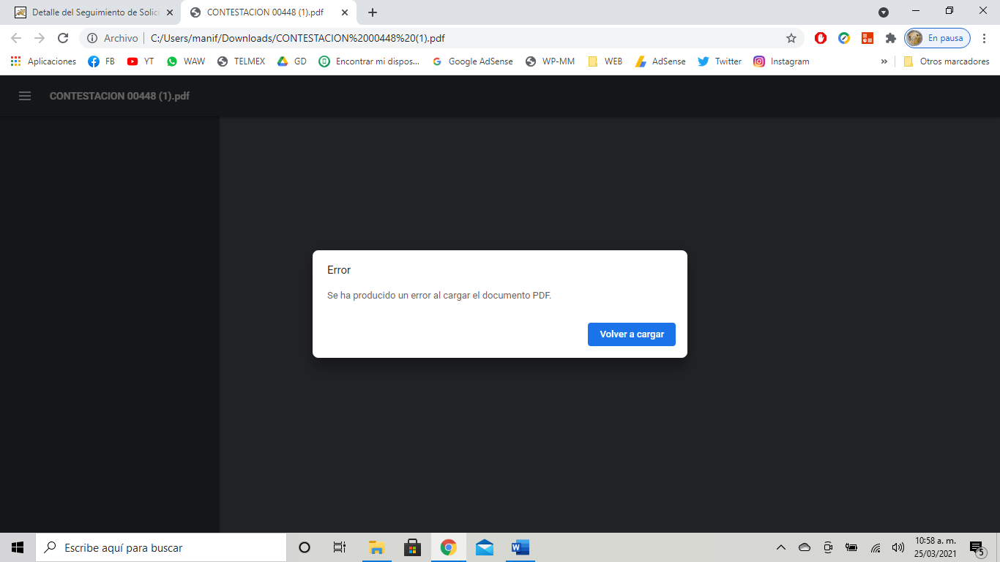 Detalle del Seguimiento de Solici
CONTESTACION 00448 (1).pdf
Archivo C:/Users/manif/Downloads/CONTESTACION%2000448%20(1).pdf En pausa
Aplicaciones FB YT WAW TELMEX GD Encontrar mi dispos... Google AdSense WP-MM WEB AdSense Twitter Instagram » Otros marcadores
CONTESTACION 00448 (1).pdf
Error
Se ha producido un error al cargar el documento PDF.
Volver a cargar
Escribe aquí para buscar
10:58 a. m.
25/03/2021
5